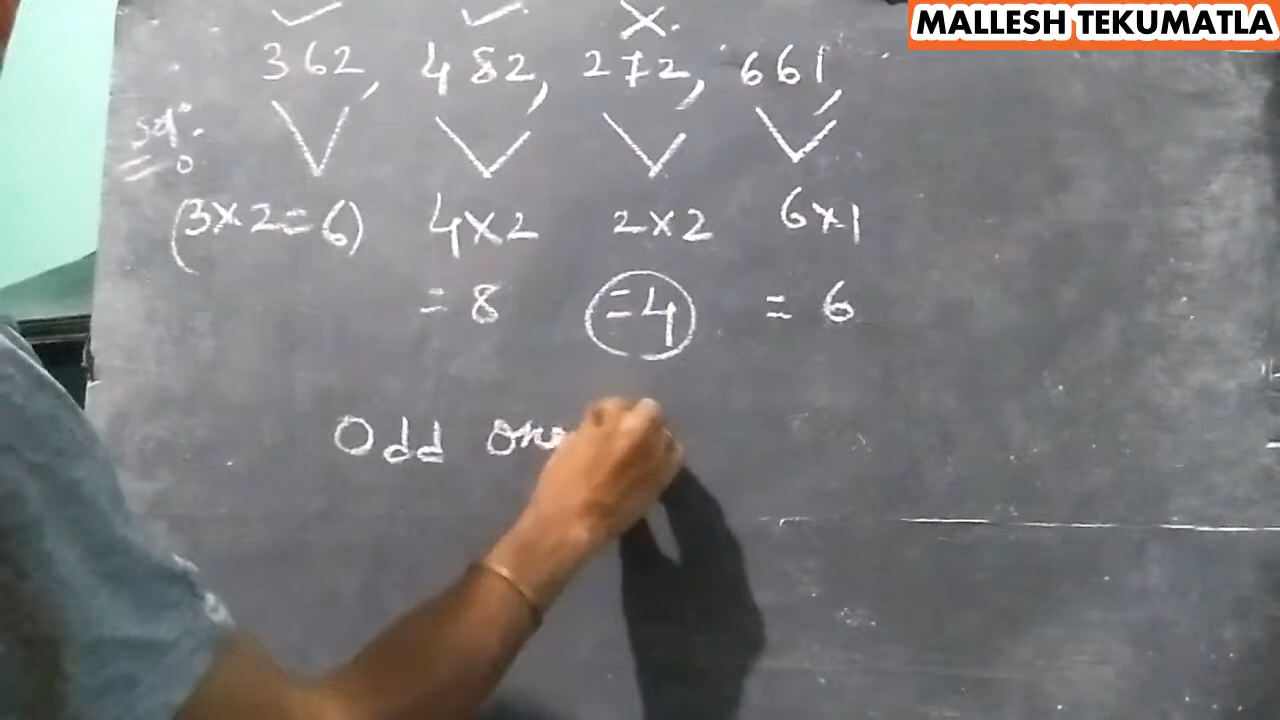 MALLESH TEKUMATLA
362, 482, 272, 661,
Sol:
(3×2=6) 4×2 2×2 6×1
=8 =4 = 6
Odd one